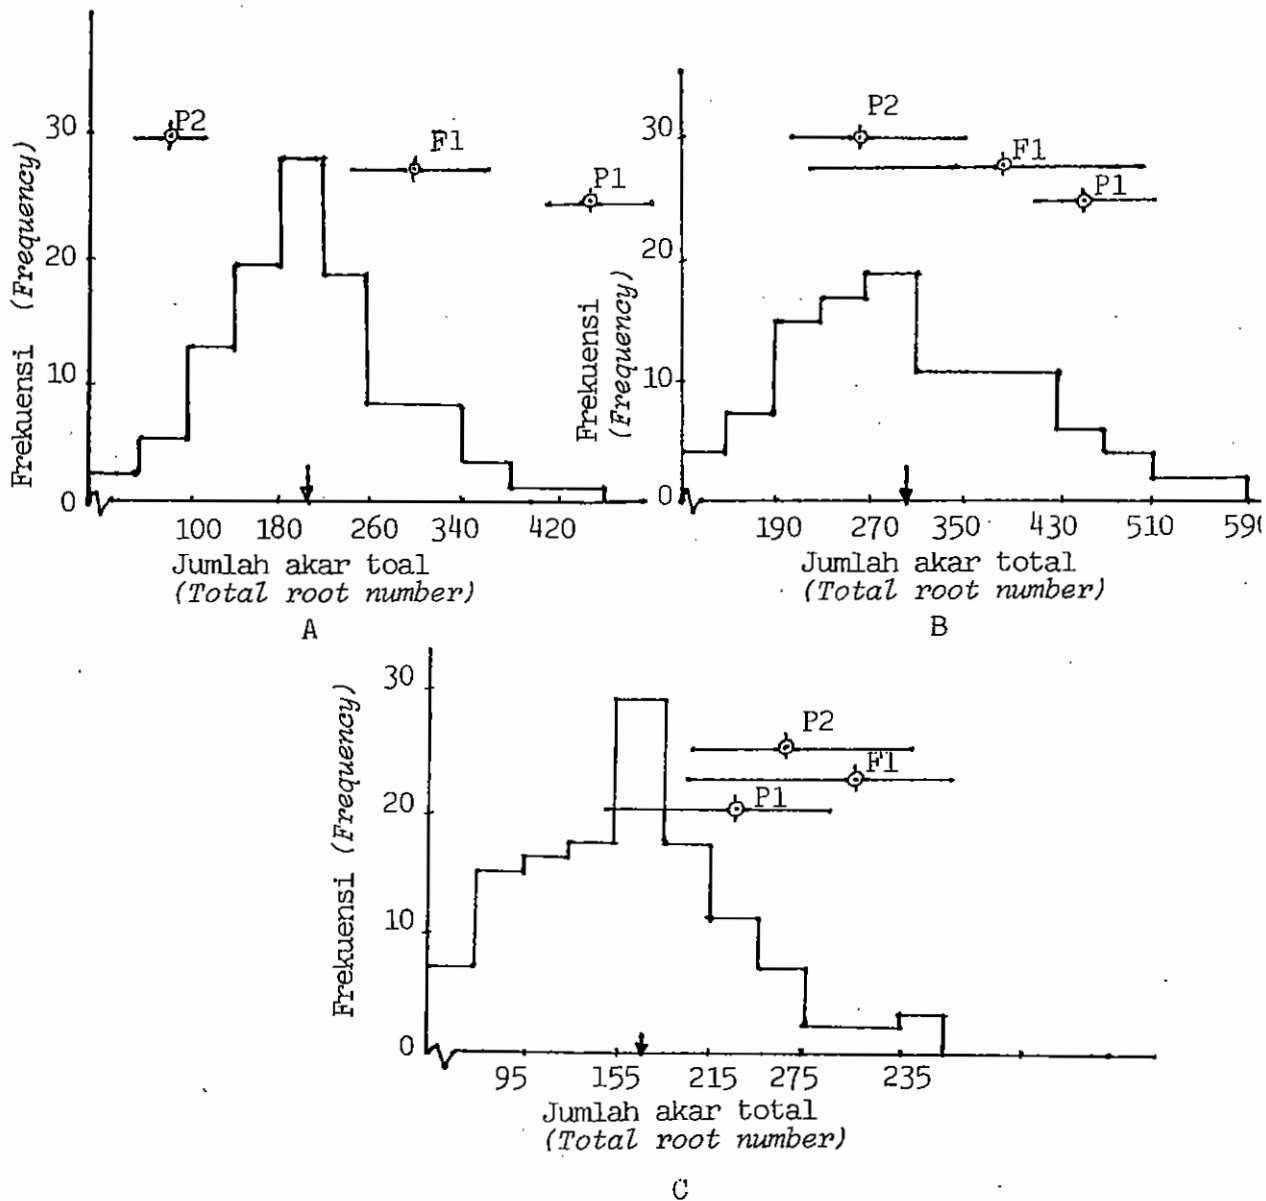 30
20
10
0
Frekuensi (Frequency)
P2
F1
P1
100 180 260 340 420
Jumlah akar toal
(Total root number)
A
30
20
10
0
Frekuensi
(Frequency)
P2
F1
P1
190 270 350 430 510 590
Jumlah akar total
(Total root number)
B
30
20
10
0
Frekuensi (Frequency)
P2
F1
P1
95 155 215 275 235
Jumlah akar total
(Total root number)
C